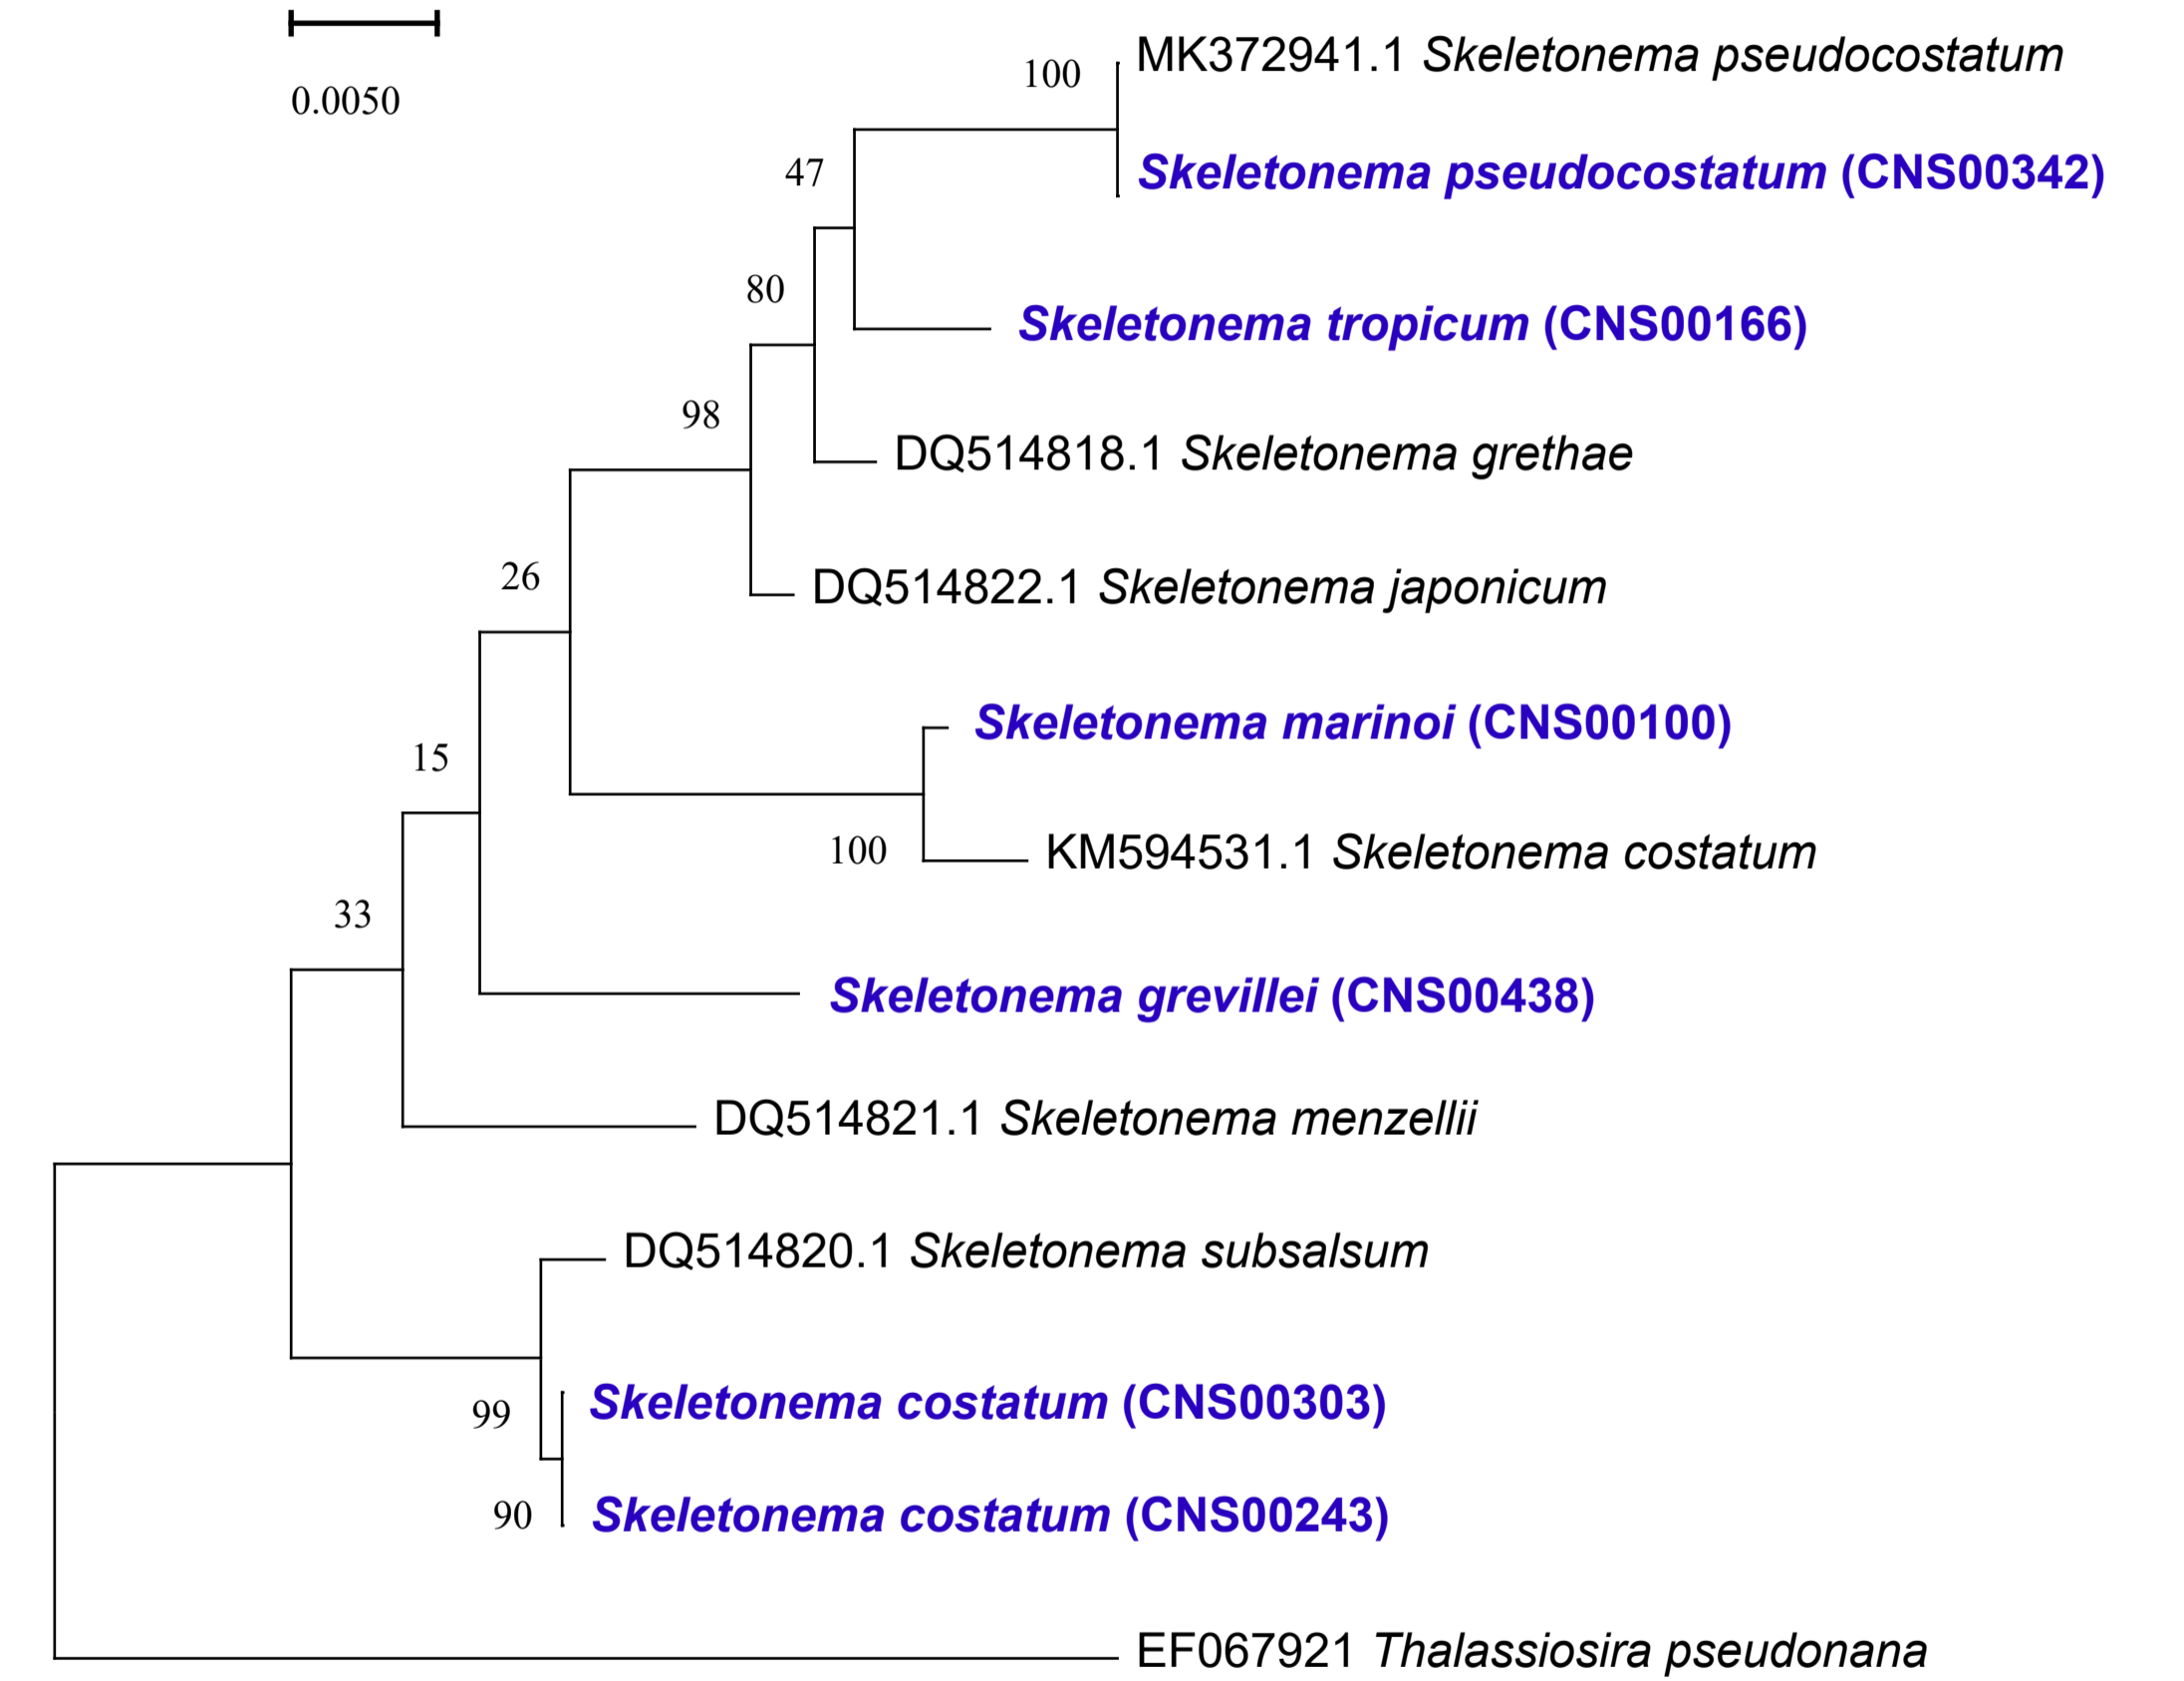 0.0050
100
MK372941.1 Skeletonema pseudocostatum
47
Skeletonema pseudocostatum (CNS00342)
80
Skeletonema tropicum (CNS00166)
98
DQ514818.1 Skeletonema grethae
26
DQ514822.1 Skeletonema japonicum
15
Skeletonema marinoi (CNS00100)
100
KM594531.1 Skeletonema costatum
33
Skeletonema grevillei (CNS00438)
DQ514821.1 Skeletonema menzellii
DQ514820.1 Skeletonema subsalsum
99
Skeletonema costatum (CNS00303)
90
Skeletonema costatum (CNS00243)
EF067921 Thalassiosira pseudonana